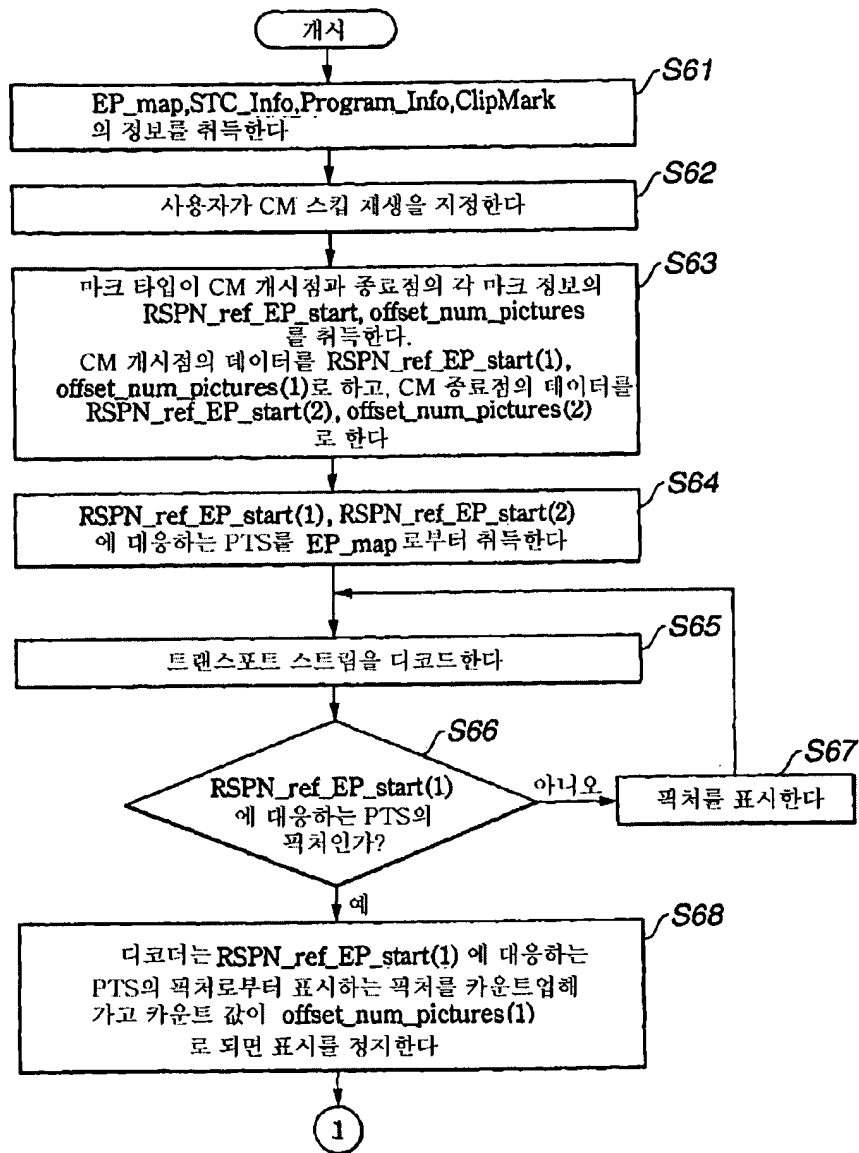 개시
S61
EP_map,STC_Info,Program_Info,ClipMark
의 정보를 취득한다
S62
사용자가 CM 스킵 재생을 지정한다
S63
마크 타입이 CM 개시점과 종료점의 각 마크 정보의
RSPN_ref_EP_start, offset_num_pictures
를 취득한다.
CM 개시점의 데이터를 RSPN_ref_EP_start(1),
offset_num_pictures(1)로 하고, CM 종료점의 데이터를
RSPN_ref_EP_start(2), offset_num_pictures(2)
로 한다
S64
RSPN_ref_EP_start(1), RSPN_ref_EP_start(2)
에 대응하는 PTS를 EP_map로부터 취득한다
S65
트랜스포트 스트림을 디코드한다
S66
RSPN_ref_EP_start(1)
에 대응하는 PTS의
픽처인가?
아니오
S67
픽처를 표시한다
예
S68
디코더는 RSPN_ref_EP_start(1) 에 대응하는
PTS의 픽처로부터 표시하는 픽처를 카운트업해
가고 카운트 값이 offset_num_pictures(1)
로 되면 표시를 정지한다
1